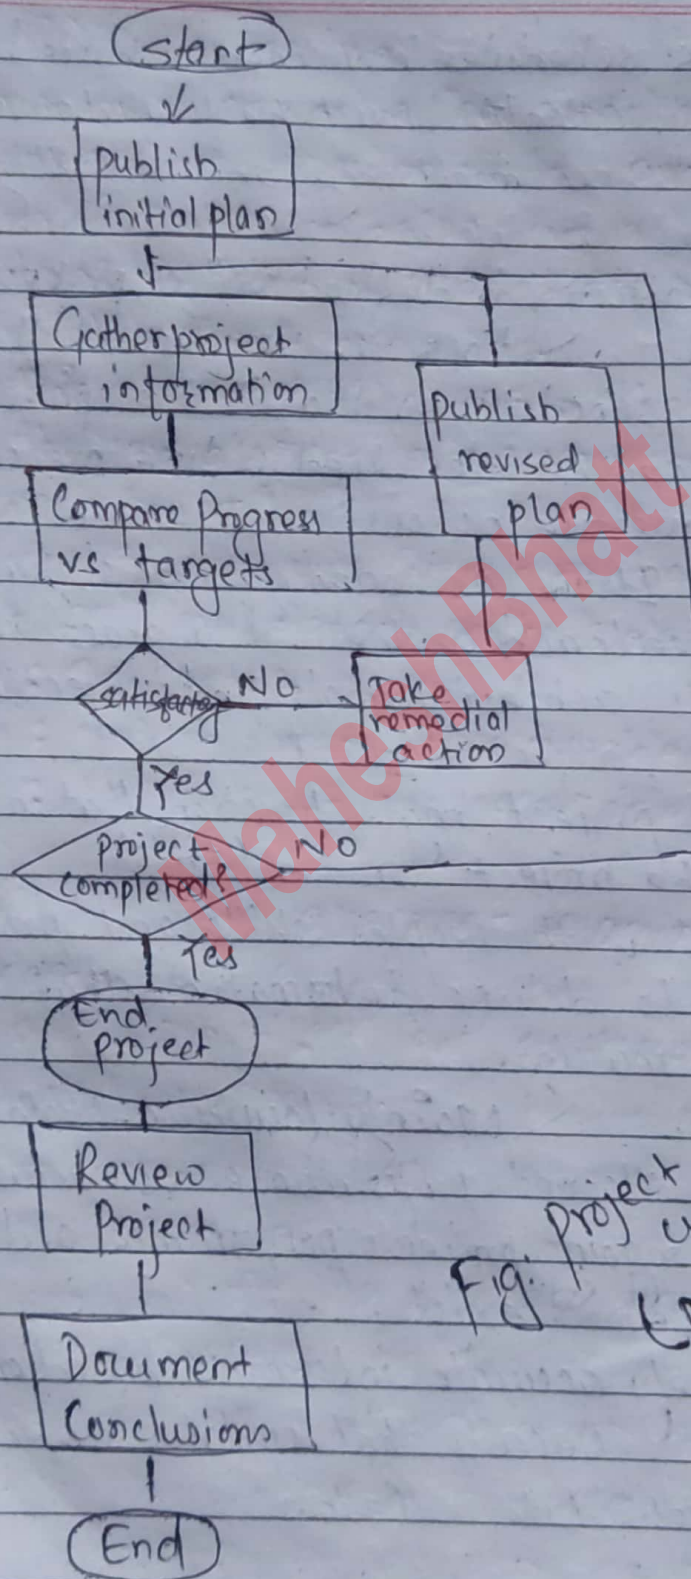 Start
publish
initial plan
Gather project
information
publish
revised
plan
Compare Progress
vs targets
satisfactory
No
Take
remedial
action
Yes
project
completed?
No
Yes
End
project
Review
Project
Fig: project
Document
Conclusions
End
MaheshBhatt